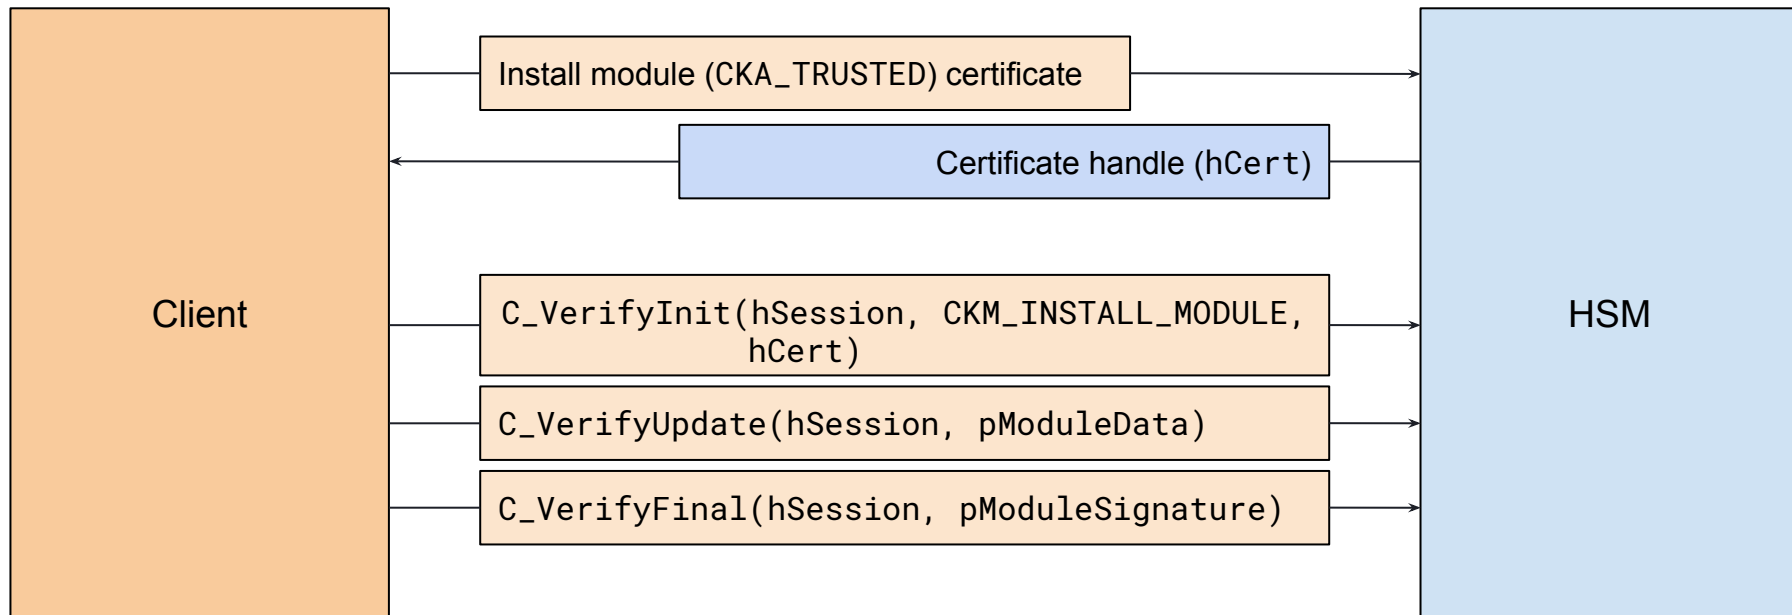 Install module (CKA_TRUSTED) certificate
Certificate handle (hCert)
Client
C_VerifyInit(hSession, CKM_INSTALL_MODULE,
hCert)
HSM
C_VerifyUpdate(hSession, pModuleData)
C_VerifyFinal(hSession, pModuleSignature)